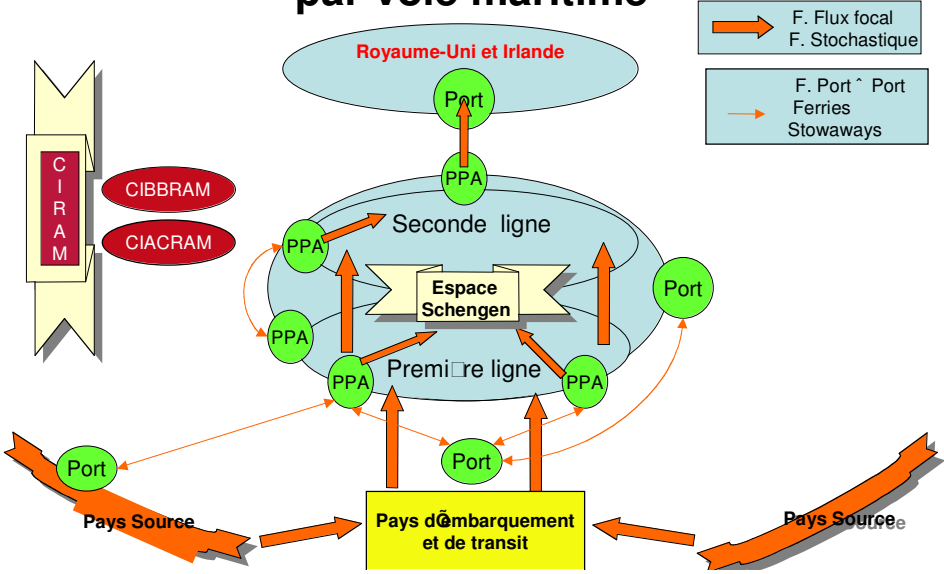 par voie maritime
F. Flux focal
F. Stochastique
Royaume-Uni et Irlande
Port
F. Port ˆ Port
Ferries
Stowaways
CIRAM
CIBBRAM
CIACRAM
PPA
Seconde ligne
PPA
Espace
Schengen
Port
PPA
Premi□re ligne
PPA
PPA
Port
Port
Pays Source
Pays dÕembarquement
et de transit
Pays Source